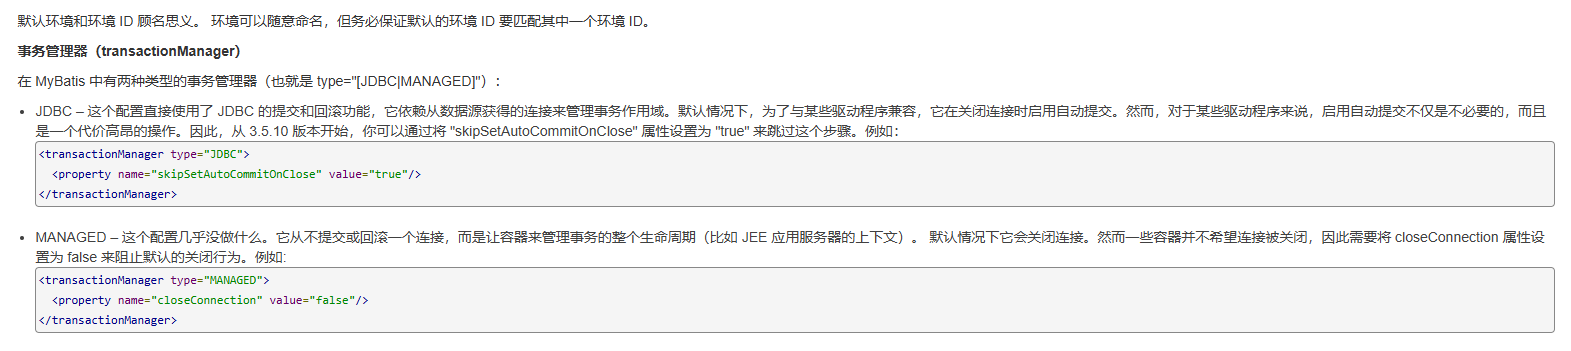 默认环境和环境 ID 顾名思义。 环境可以随意命名，但务必保证默认的环境 ID 要匹配其中一个环境 ID。
事务管理器（transactionManager）
在 MyBatis 中有两种类型的事务管理器（也就是 type="[JDBC|MANAGED]"）：
• JDBC – 这个配置直接使用了 JDBC 的提交和回滚功能，它依赖从数据源获得的连接来管理事务作用域。默认情况下，为了与某些驱动程序兼容，它在关闭连接时启用自动提交。然而，对于某些驱动程序来说，启用自动提交不仅是不必要的，而且
是一个代价高昂的操作。因此，从 3.5.10 版本开始，你可以通过将 "skipSetAutoCommitOnClose" 属性设置为 "true" 来跳过这个步骤。例如：
<transactionManager type="JDBC">
  <property name="skipSetAutoCommitOnClose" value="true"/>
</transactionManager>
• MANAGED – 这个配置几乎没做什么。它从不提交或回滚一个连接，而是让容器来管理事务的整个生命周期（比如 JEE 应用服务器的上下文）。 默认情况下它会关闭连接。然而一些容器并不希望连接被关闭，因此需要将 closeConnection 属性设
置为 false 来阻止默认的关闭行为。例如:
<transactionManager type="MANAGED">
  <property name="closeConnection" value="false"/>
</transactionManager>